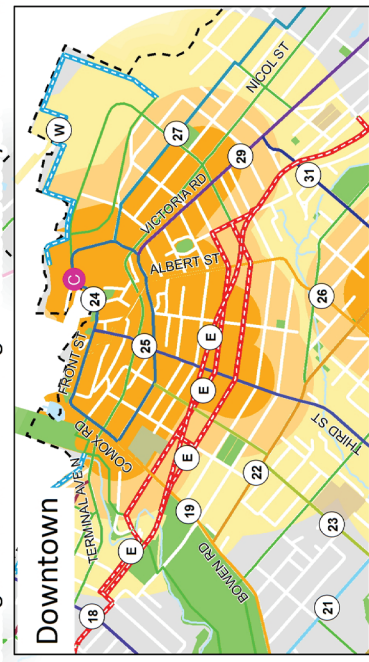 Downtown
W
27
NICOL ST
29
VICTORIA RD
31
C
24
ALBERT ST
FRONT ST
25
26
E
E
THIRD ST
COMOX RD
E
22
TERMINAL AVE N
19
23
E
BOWEN RD
18
21